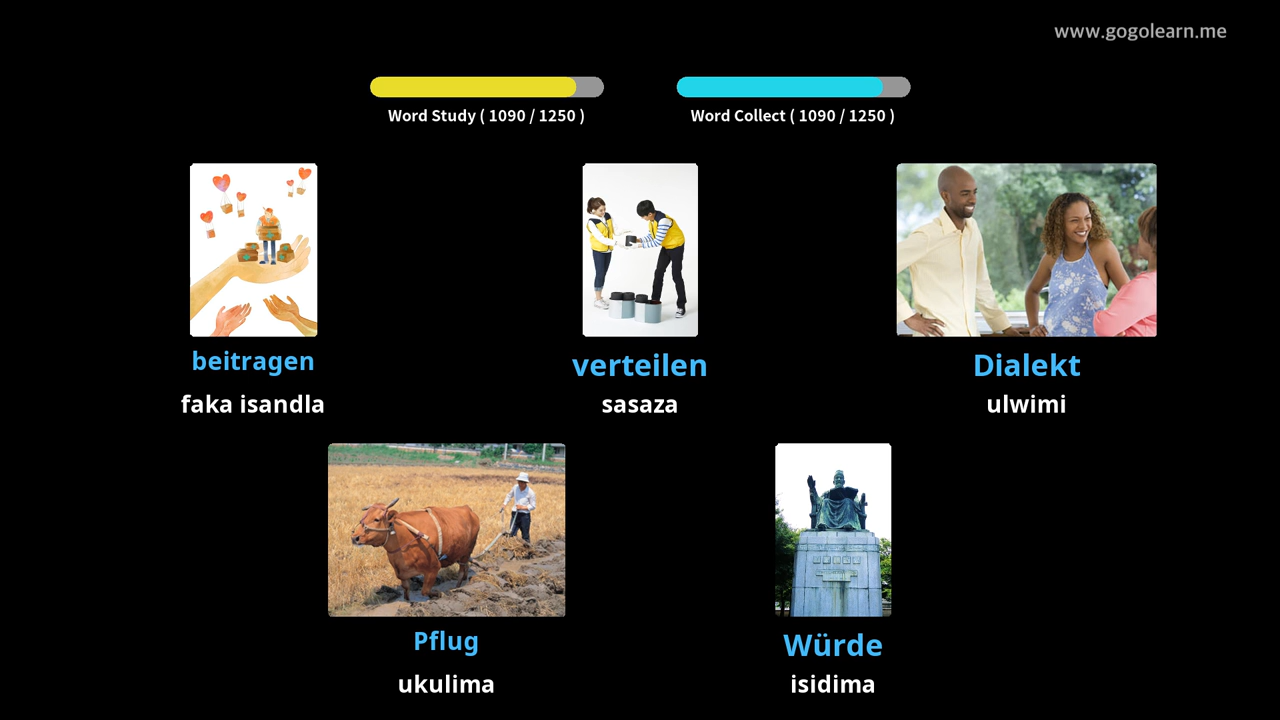 www.gogolearn.me
Word Study ( 1090 / 1250 )
Word Collect ( 1090 / 1250 )
beitragen
faka isandla
verteilen
sasaza
Dialekt
ulwimi
Pflug
ukulima
Würde
isidima